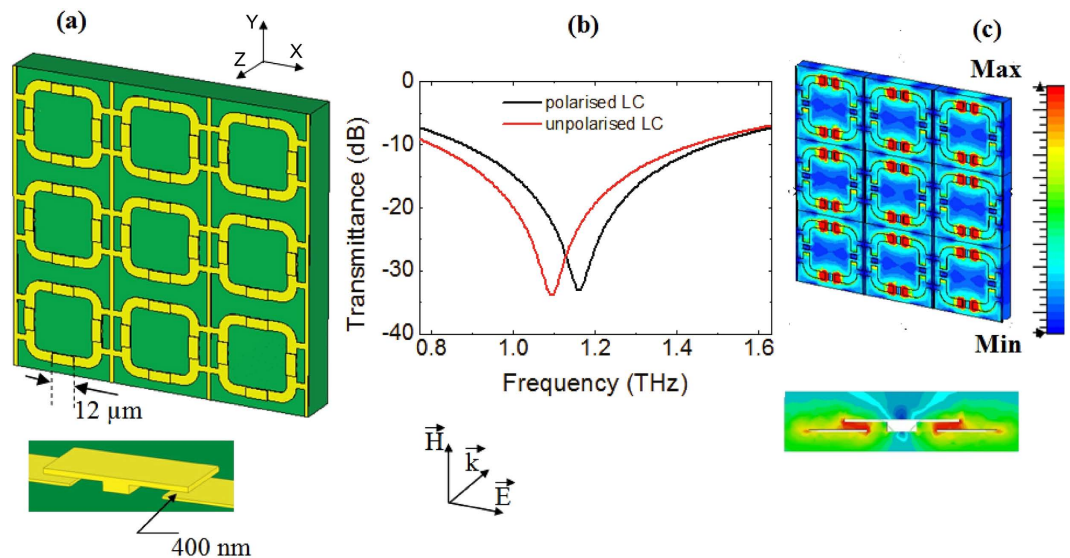 (a)
Y
X
Z
12 μm
400 nm
(b)
Transmittance (dB)
0
-10
-20
-30
-40
polarised LC
unpolarised LC
0.8 1.0 1.2 1.4 1.6
Frequency (THz)
H
k
E
(c)
Max
Min